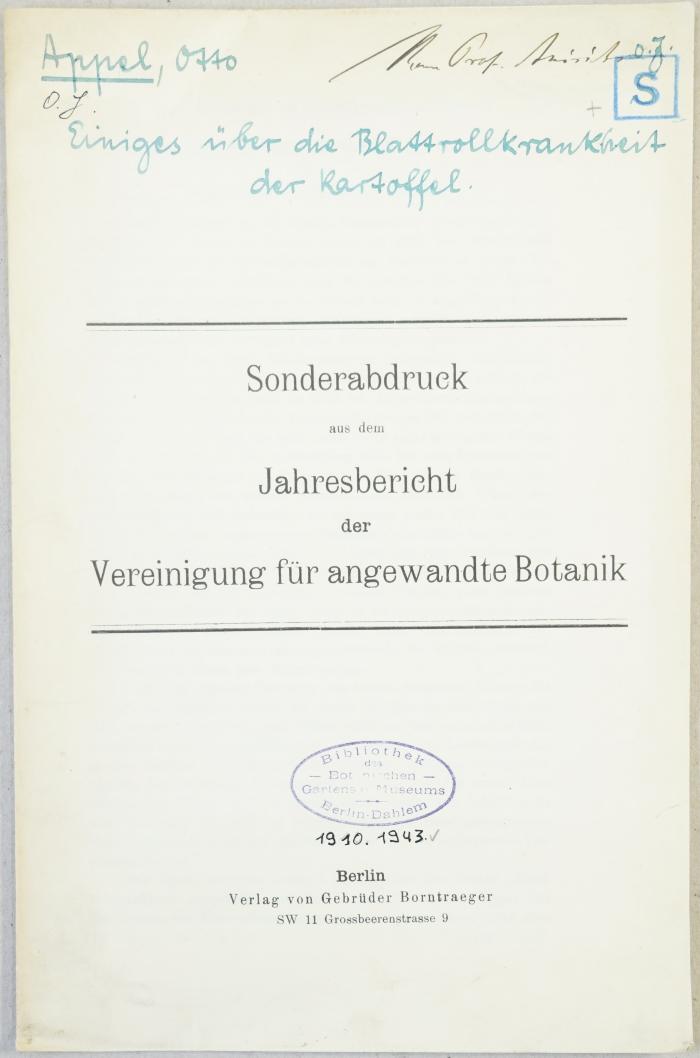 Appel, Otto
Prof. o.J.
S
o. J.
Einiges über die Blattrollkrankheit
der Kartoffel.
Sonderabdruck
aus dem
Jahresbericht
der
Vereinigung für angewandte Botanik
Bibliothek
des
— Botanischen —
Gartens u. Museums
Berlin-Dahlem
1910. 1943.
Berlin
Verlag von Gebrüder Borntraeger
SW 11 Grossbeerenstrasse 9